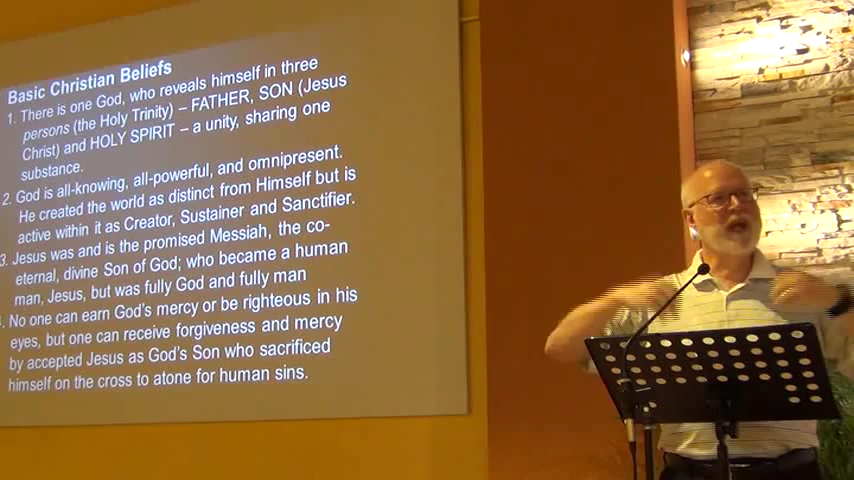 Basic Christian Beliefs
1. There is one God, who reveals himself in three
persons (the Holy Trinity) – FATHER, SON (Jesus
Christ) and HOLY SPIRIT – a unity, sharing one
substance.
2. God is all-knowing, all-powerful, and omnipresent.
He created the world as distinct from Himself but is
active within it as Creator, Sustainer and Sanctifier.
3. Jesus was and is the promised Messiah, the co-
eternal, divine Son of God; who became a human
man, Jesus, but was fully God and fully man
4. No one can earn God's mercy or be righteous in his
eyes, but one can receive forgiveness and mercy
by accepted Jesus as God's Son who sacrificed
himself on the cross to atone for human sins.